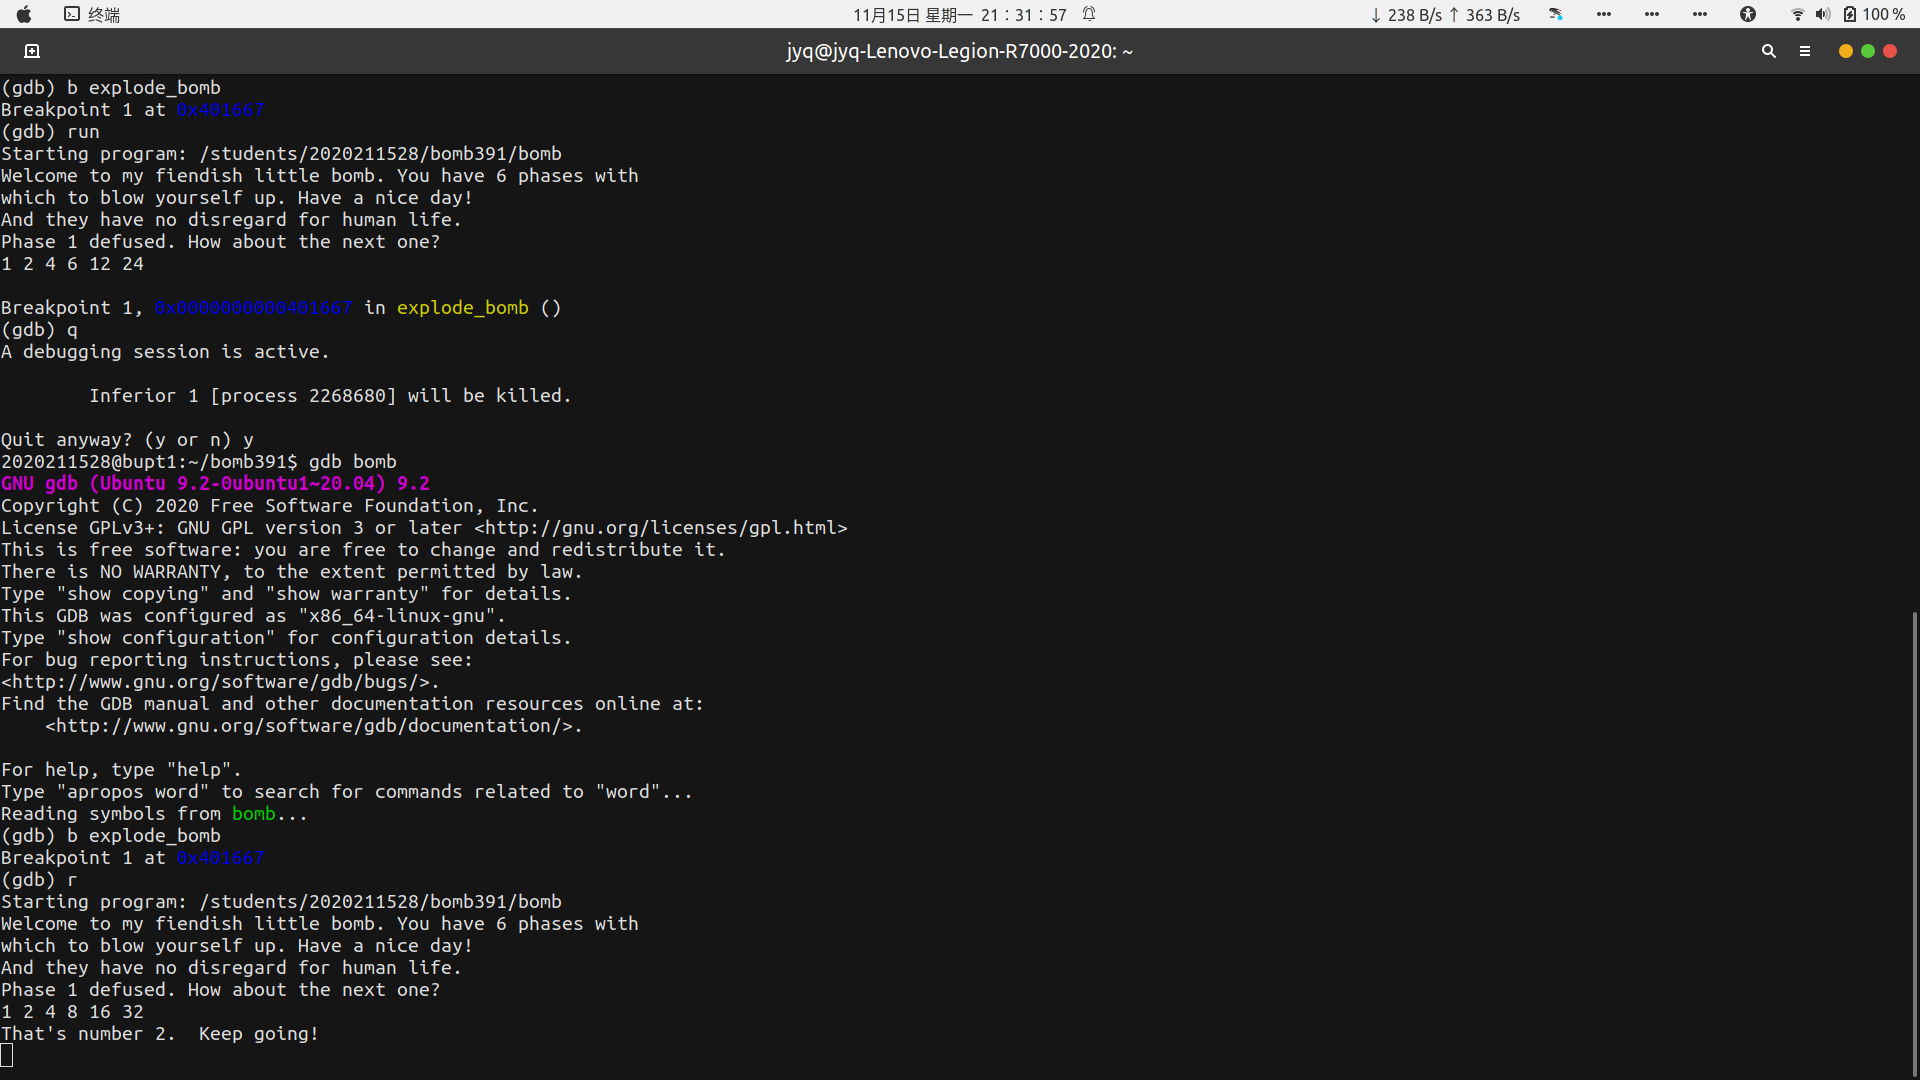 终端
11月15日 星期一 21：31：57
↓ 238 B/s ↑ 363 B/s
100 %
jyq@jyq-Lenovo-Legion-R7000-2020: ~
(gdb) b explode_bomb
Breakpoint 1 at 0x401667
(gdb) run
Starting program: /students/2020211528/bomb391/bomb
Welcome to my fiendish little bomb. You have 6 phases with
which to blow yourself up. Have a nice day!
And they have no disregard for human life.
Phase 1 defused. How about the next one?
1 2 4 6 12 24
Breakpoint 1, 0x0000000000401667 in explode_bomb ()
(gdb) q
A debugging session is active.
Inferior 1 [process 2268680] will be killed.
Quit anyway? (y or n) y
2020211528@bupt1:~/bomb391$ gdb bomb
GNU gdb (Ubuntu 9.2-0ubuntu1~20.04) 9.2
Copyright (C) 2020 Free Software Foundation, Inc.
License GPLv3+: GNU GPL version 3 or later <http://gnu.org/licenses/gpl.html>
This is free software: you are free to change and redistribute it.
There is NO WARRANTY, to the extent permitted by law.
Type "show copying" and "show warranty" for details.
This GDB was configured as "x86_64-linux-gnu".
Type "show configuration" for configuration details.
For bug reporting instructions, please see:
<http://www.gnu.org/software/gdb/bugs/>.
Find the GDB manual and other documentation resources online at:
<http://www.gnu.org/software/gdb/documentation/>.
For help, type "help".
Type "apropos word" to search for commands related to "word"...
Reading symbols from bomb...
(gdb) b explode_bomb
Breakpoint 1 at 0x401667
(gdb) r
Starting program: /students/2020211528/bomb391/bomb
Welcome to my fiendish little bomb. You have 6 phases with
which to blow yourself up. Have a nice day!
And they have no disregard for human life.
Phase 1 defused. How about the next one?
1 2 4 8 16 32
That's number 2.  Keep going!